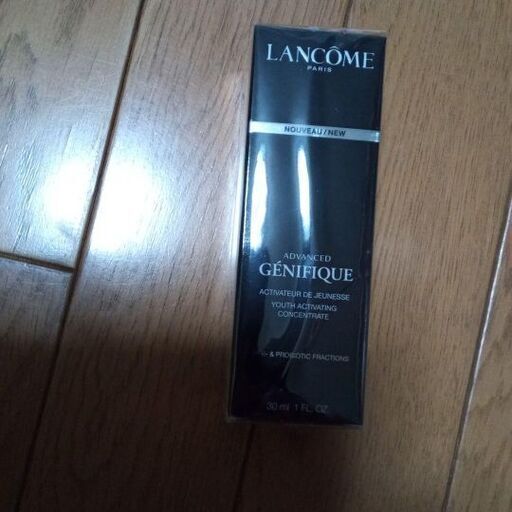 LANCÔME
PARIS
NOUVEAU / NEW
ADVANCED
GÉNIFIQUE
ACTIVATEUR DE JEUNESSE
YOUTH ACTIVATING
CONCENTRATE
& PROBIOTIC FRACTIONS
30 ml 1 FL. OZ